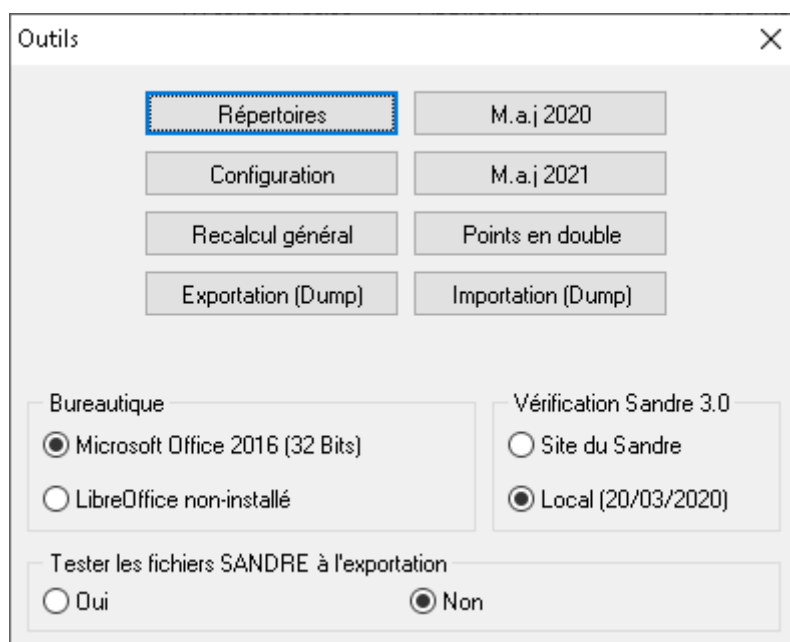 Outils
Répertoires
M.a.j 2020
Configuration
M.a.j 2021
Recalcul général
Points en double
Exportation (Dump)
Importation (Dump)
Bureautique
Microsoft Office 2016 (32 Bits)
LibreOffice non-installé
Vérification Sandre 3.0
Site du Sandre
Local (20/03/2020)
Tester les fichiers SANDRE à l'exportation
Oui
Non